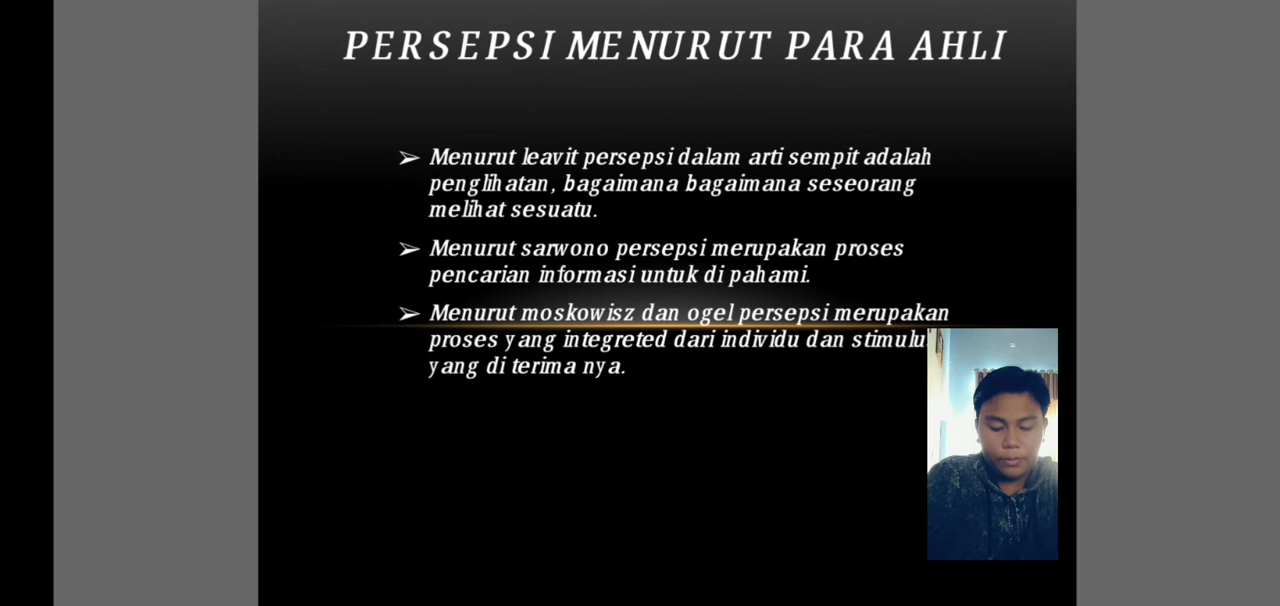 PERSEPSI MENURUT PARA AHLI
Menurut leavit persepsi dalam arti sempit adalah
penglihatan, bagaimana bagaimana seseorang
melihat sesuatu.
Menurut sarwono persepsi merupakan proses
pencarian informasi untuk di pahami.
Menurut moskowisz dan ogel persepsi merupakan
proses yang integreted dari individu dan stimulu
yang di terima nya.